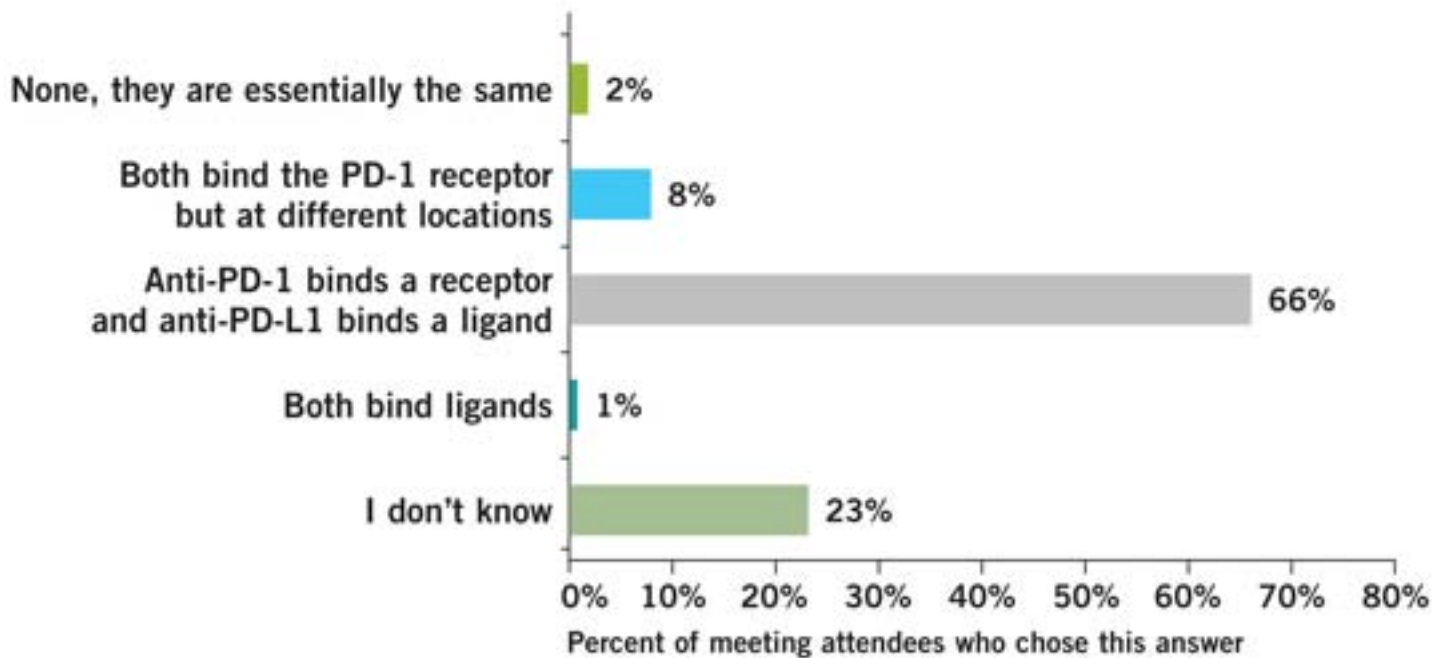 None, they are essentially the same
2%
Both bind the PD-1 receptor
but at different locations
8%
Anti-PD-1 binds a receptor
and anti-PD-L1 binds a ligand
66%
Both bind ligands
1%
I don't know
23%
0% 10% 20% 30% 40% 50% 60% 70% 80%
Percent of meeting attendees who chose this answer